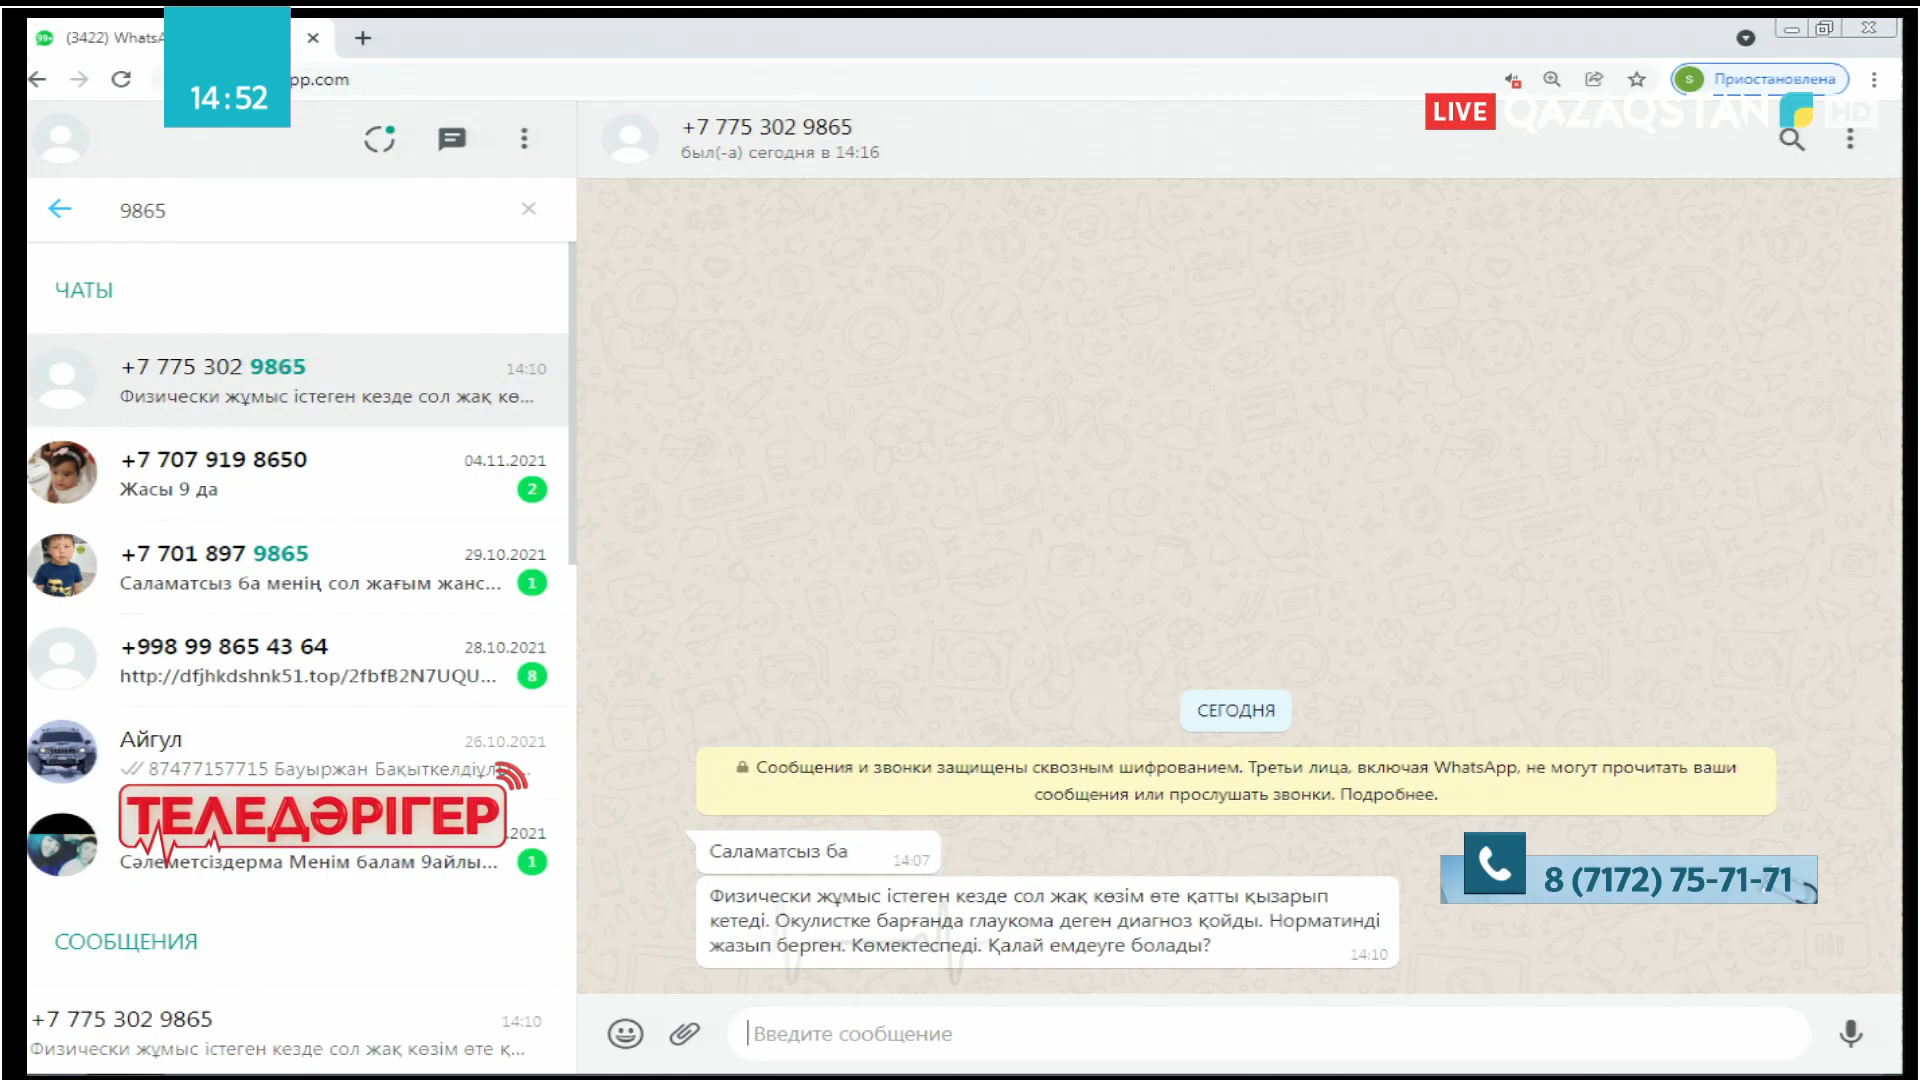 (3422) WhatsA
14:52
pp.com
Приостановлена
S
LIVE QAZAQSTAN HD
+7 775 302 9865
был(-а) сегодня в 14:16
9865
ЧАТЫ
+7 775 302 9865
14:10
Физически жұмыс істеген кезде сол жақ кө...
+7 707 919 8650
04.11.2021
Жасы 9 да
2
+7 701 897 9865
29.10.2021
Саламатсыз ба менің сол жағым жанс...
1
+998 99 865 43 64
28.10.2021
http://dfjhkdshnk51.top/2fbfB2N7UQU...
8
Айгул
26.10.2021
87477157715 Бауыржан Бақыткелдіұл
ТЕЛЕДӘРІГЕР
.2021
Сәлеметсіздерма Менім балам 9айлы...
1
СООБЩЕНИЯ
+7 775 302 9865
14:10
Физически жұмыс істеген кезде сол жақ көзім өте қ...
СЕГОДНЯ
Сообщения и звонки защищены сквозным шифрованием. Третьи лица, включая WhatsApp, не могут прочитать ваши
сообщения или прослушать звонки. Подробнее.
Саламатсыз ба
14:07
Физически жұмыс істеген кезде сол жақ көзім өте қатты қызарып
кетеді. Окулистке барғанда глаукома деген диагноз қойды. Норматинді
жазып берген. Көмектеспеді. Қалай емдеуге болады?
14:10
8 (7172) 75-71-71
Введите сообщение